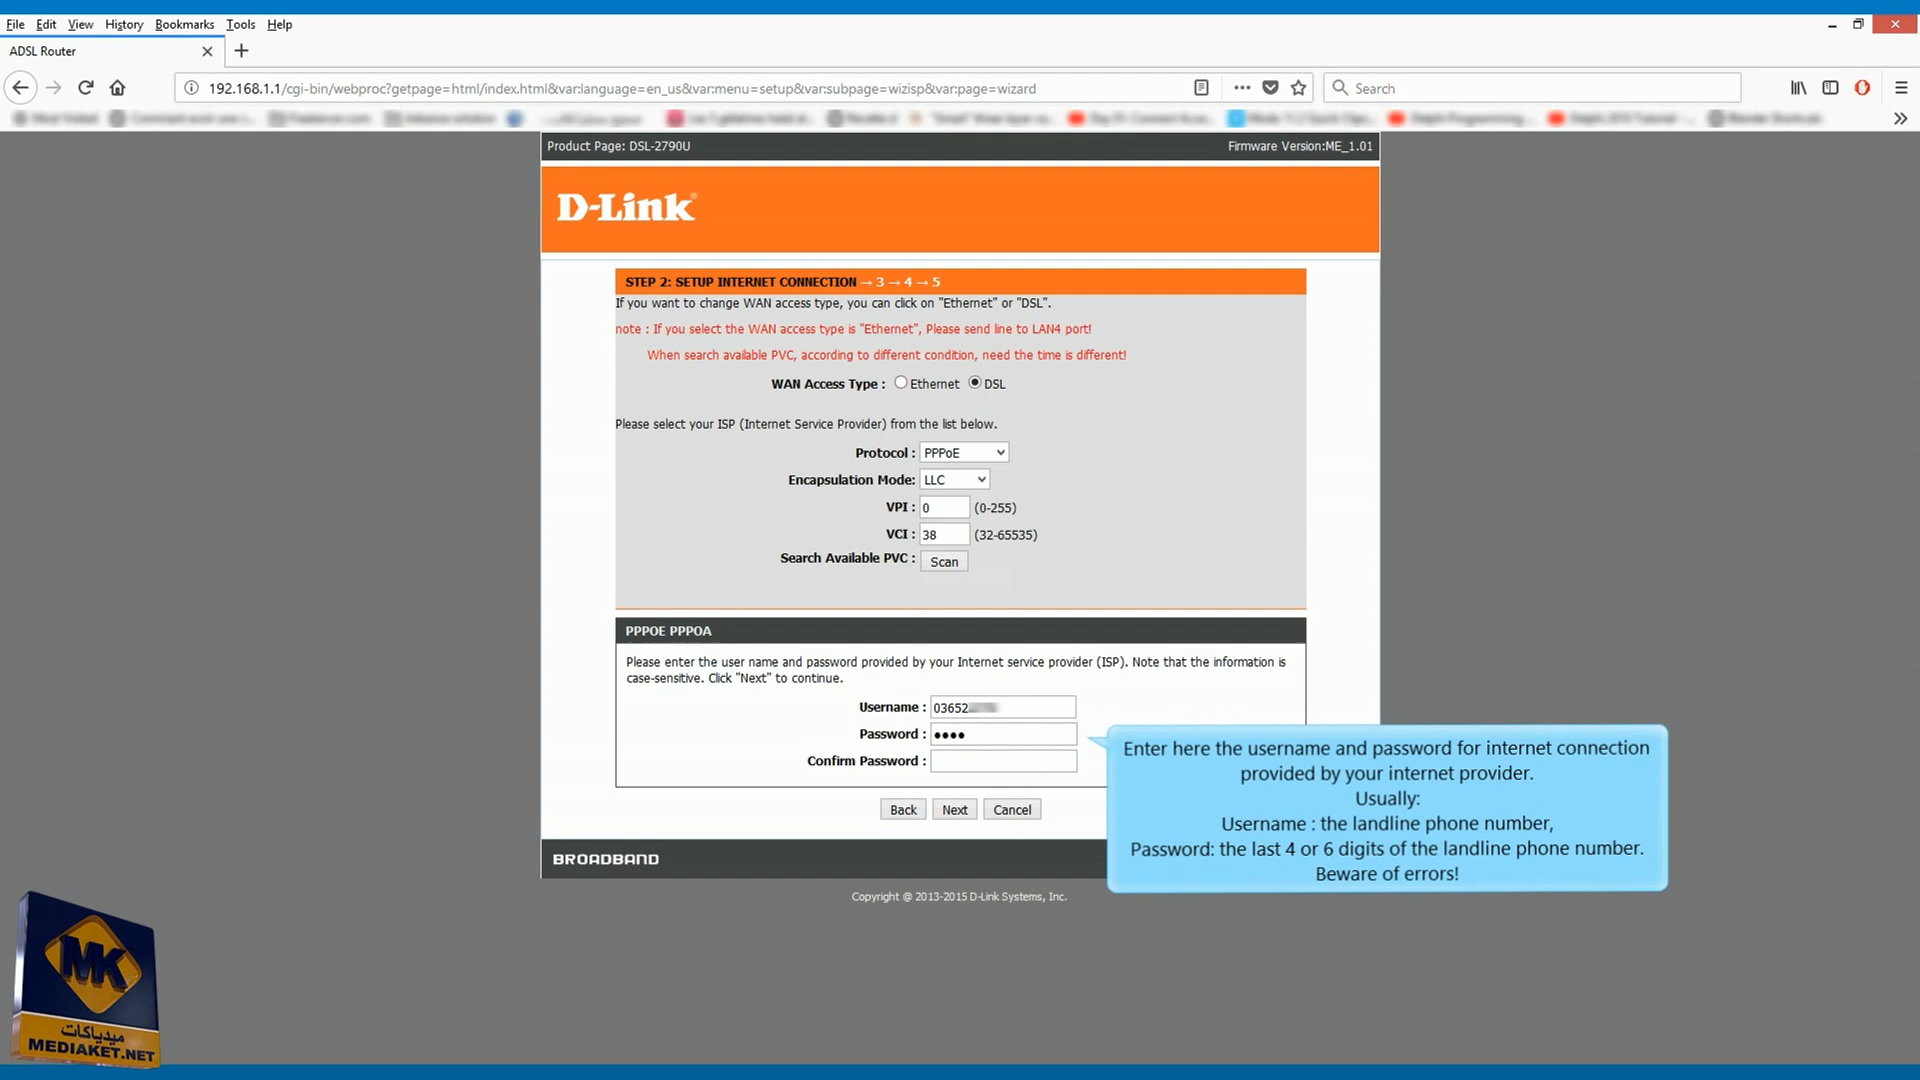 File Edit View History Bookmarks Tools Help
ADSL Router
192.168.1.1/cgi-bin/webproc?getpage=html/index.html&var:language=en_us&var:menu=setup&var:subpage=wizisp&var:page=wizard
Search
Most Visited
Product Page: DSL-2790U
Firmware Version:ME_1.01
D-Link
STEP 2: SETUP INTERNET CONNECTION → 3 → 4 → 5
If you want to change WAN access type, you can click on "Ethernet" or "DSL".
note : If you select the WAN access type is "Ethernet", Please send line to LAN4 port!
When search available PVC, according to different condition, need the time is different!
WAN Access Type : Ethernet DSL
Please select your ISP (Internet Service Provider) from the list below.
Protocol : PPPoE
Encapsulation Mode: LLC
VPI : 0 (0-255)
VCI : 38 (32-65535)
Search Available PVC : Scan
PPPOE PPPOA
Please enter the user name and password provided by your Internet service provider (ISP). Note that the information is
case-sensitive. Click "Next" to continue.
Username : 03652
Password : ••••
Confirm Password :
Back Next Cancel
Enter here the username and password for internet connection
provided by your internet provider.
Usually:
Username : the landline phone number,
Password: the last 4 or 6 digits of the landline phone number.
Beware of errors!
BROADBAND
Copyright @ 2013-2015 D-Link Systems, Inc.
MK
ميدياكات
MEDIAKET.NET